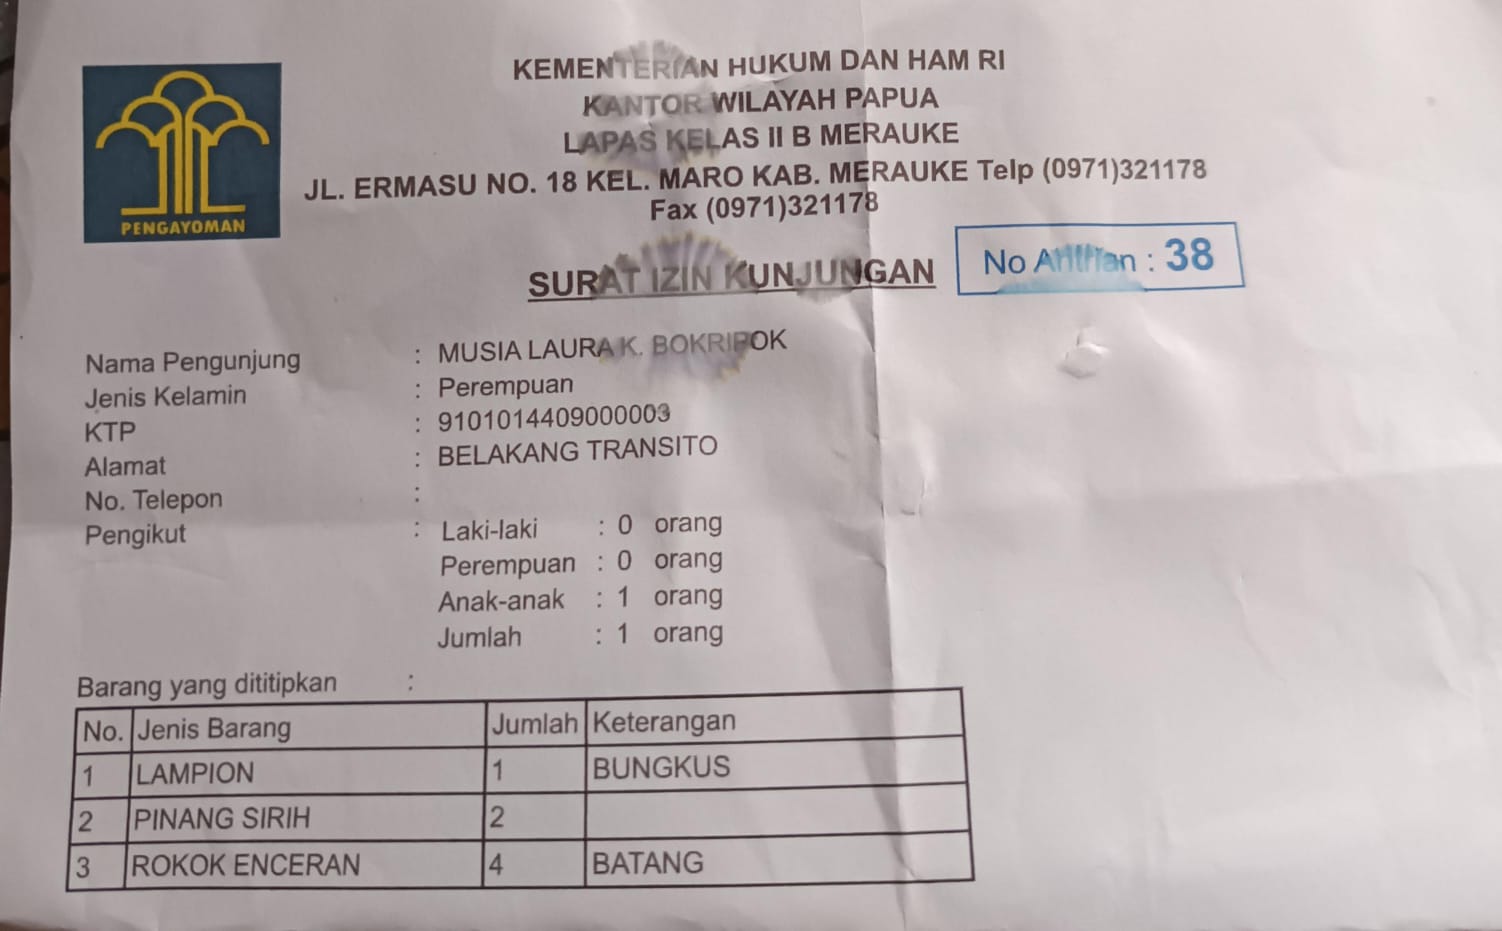 PENGAYOMAN
KEMENTERIAN HUKUM DAN HAM RI
KANTOR WILAYAH PAPUA
LAPAS KELAS II B MERAUKE
JL. ERMASU NO. 18 KEL. MARO KAB. MERAUKE Telp (0971)321178
Fax (0971)321178
SURAT IZIN KUNJUNGAN
No Antrian : 38
Nama Pengunjung : MUSIA LAURA K. BOKRIPOK
Jenis Kelamin : Perempuan
KTP : 9101014409000003
Alamat : BELAKANG TRANSITO
No. Telepon :
Pengikut : Laki-laki : 0 orang
Perempuan : 0 orang
Anak-anak : 1 orang
Jumlah : 1 orang
Barang yang dititipkan :
No. Jenis Barang Jumlah Keterangan
1 LAMPION 1 BUNGKUS
2 PINANG SIRIH 2
3 ROKOK ENCERAN 4 BATANG